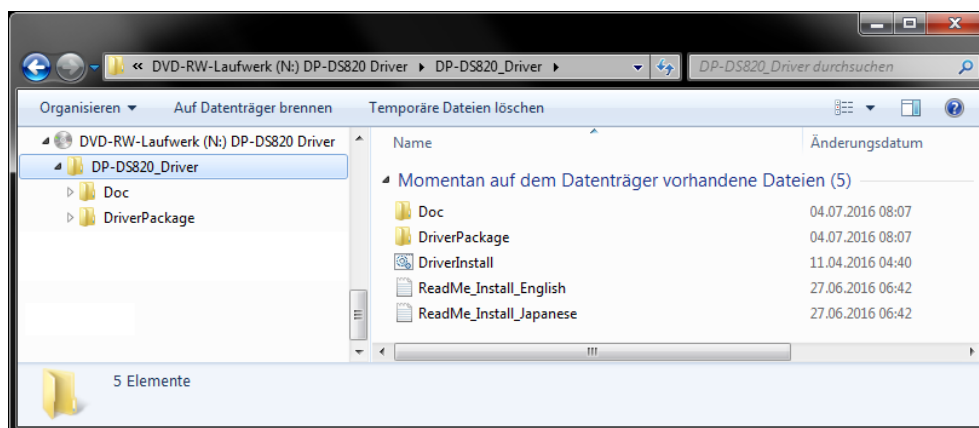 « DVD-RW-Laufwerk (N:) DP-DS820 Driver ▸ DP-DS820_Driver ▸ DP-DS820_Driver durchsuchen
Organisieren Auf Datenträger brennen Temporäre Dateien löschen
DVD-RW-Laufwerk (N:) DP-DS820 Driver
DP-DS820_Driver
Doc
DriverPackage
Name Änderungsdatum
Momentan auf dem Datenträger vorhandene Dateien (5)
Doc 04.07.2016 08:07
DriverPackage 04.07.2016 08:07
DriverInstall 11.04.2016 04:40
ReadMe_Install_English 27.06.2016 06:42
ReadMe_Install_Japanese 27.06.2016 06:42
5 Elemente